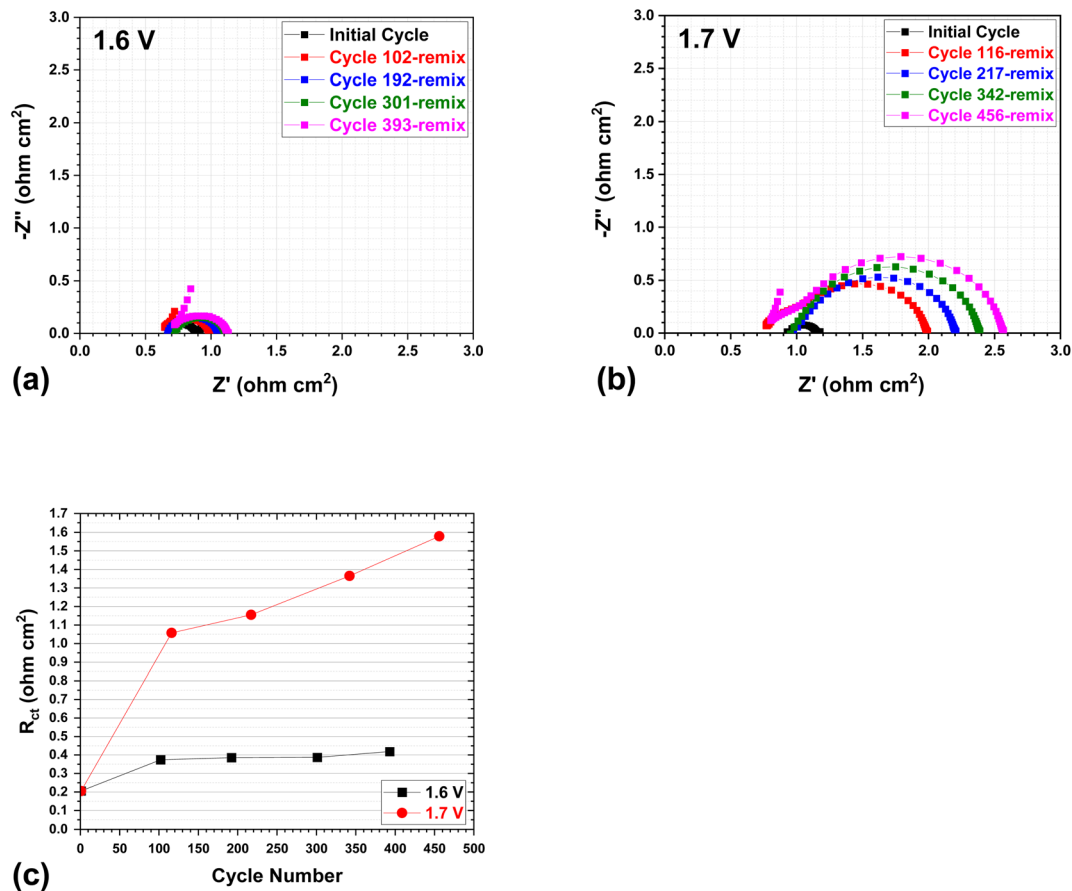 1.6 V
Initial Cycle
Cycle 102-remix
Cycle 192-remix
Cycle 301-remix
Cycle 393-remix
3.0
2.5
2.0
1.5
1.0
0.5
0.0
-Z" (ohm cm²)
0.0 0.5 1.0 1.5 2.0 2.5 3.0
Z' (ohm cm²)
(a)
1.7 V
Initial Cycle
Cycle 116-remix
Cycle 217-remix
Cycle 342-remix
Cycle 456-remix
3.0
2.5
2.0
1.5
1.0
0.5
0.0
-Z'' (ohm cm²)
0.0 0.5 1.0 1.5 2.0 2.5 3.0
Z' (ohm cm²)
(b)
1.7
1.6
1.5
1.4
1.3
1.2
1.1
1.0
0.9
0.8
0.7
0.6
0.5
0.4
0.3
0.2
0.1
0.0
R_ct (ohm cm²)
1.6 V
1.7 V
0 50 100 150 200 250 300 350 400 450 500
Cycle Number
(c)